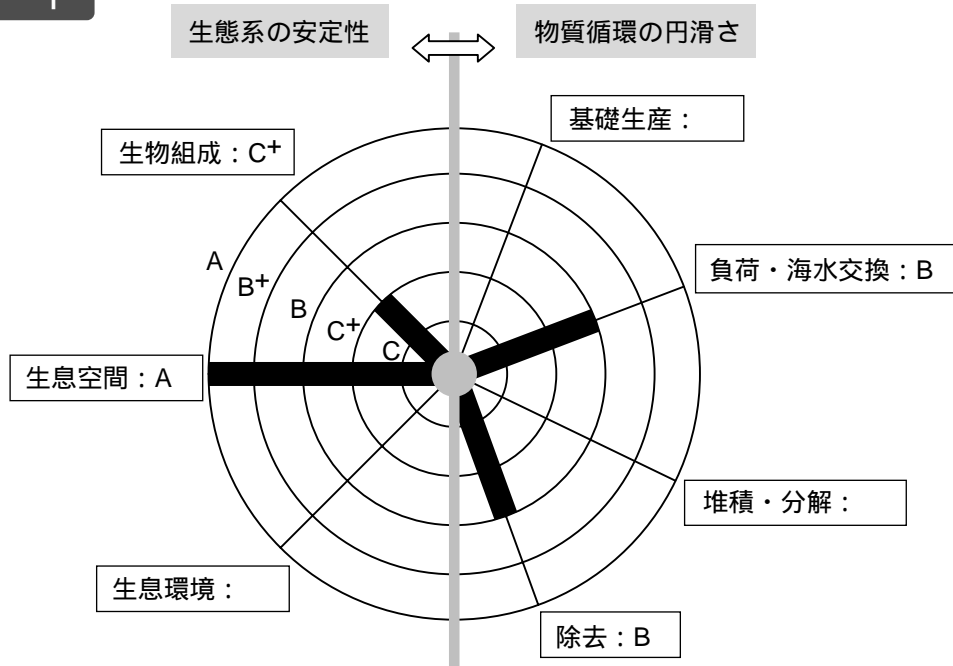 生態系の安定性
物質循環の円滑さ
基礎生産：
生物組成：C+
A
B+
負荷・海水交換：B
B
C+
C
生息空間：A
堆積・分解：
生息環境：
除去：B